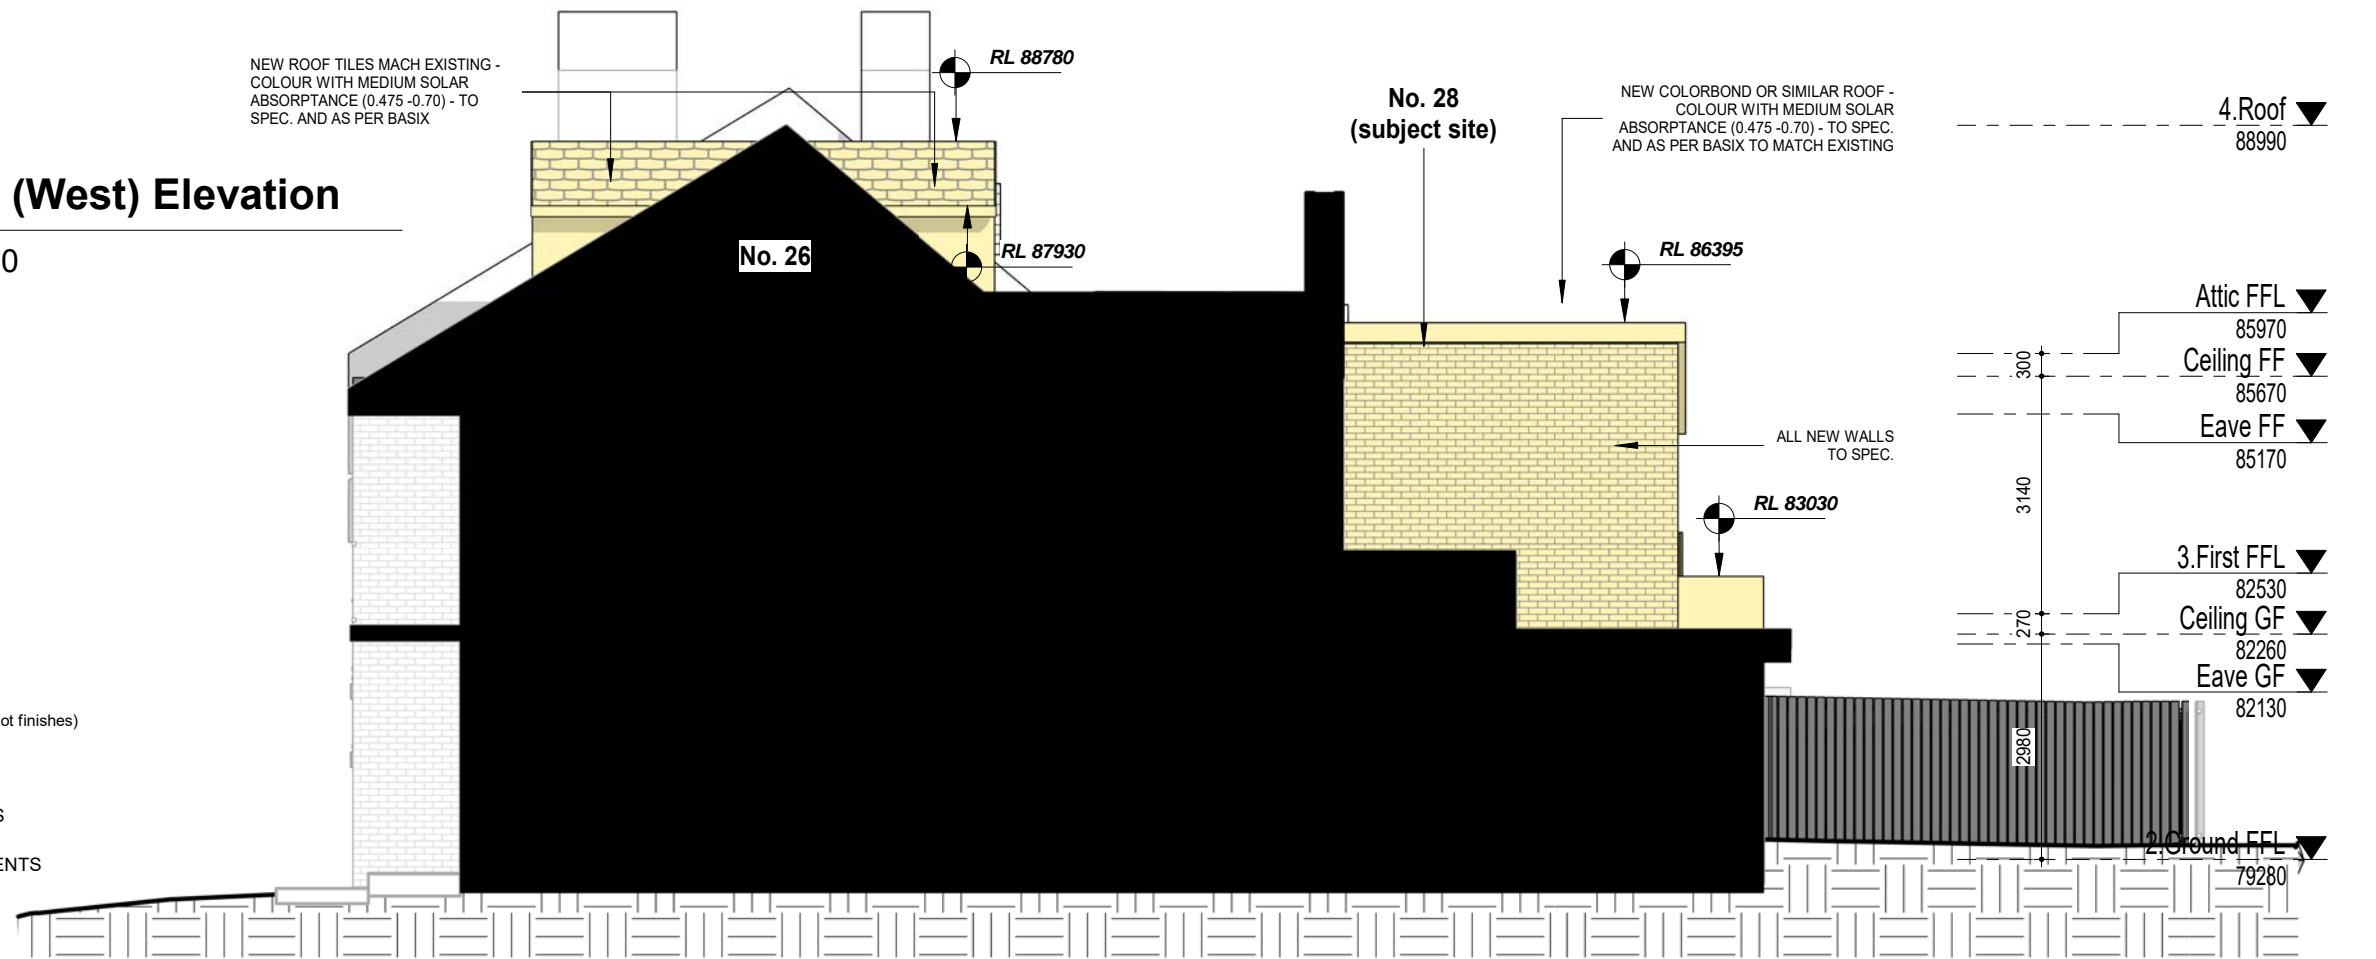 NEW ROOF TILES MACH EXISTING -
COLOUR WITH MEDIUM SOLAR
ABSORPTANCE (0.475 -0.70) - TO
SPEC. AND AS PER BASIX
RL 88780
No. 28
(subject site)
NEW COLORBOND OR SIMILAR ROOF -
COLOUR WITH MEDIUM SOLAR
ABSORPTANCE (0.475 -0.70) - TO SPEC.
AND AS PER BASIX TO MATCH EXISTING
4.Roof
88990
(West) Elevation
0
No. 26
RL 87930
RL 86395
Attic FFL
85970
300
Ceiling FF
85670
Eave FF
85170
ALL NEW WALLS
TO SPEC.
3140
RL 83030
3.First FFL
82530
270
Ceiling GF
82260
Eave GF
82130
ot finishes)
2980
S
ENTS
2.Ground FFL
79280